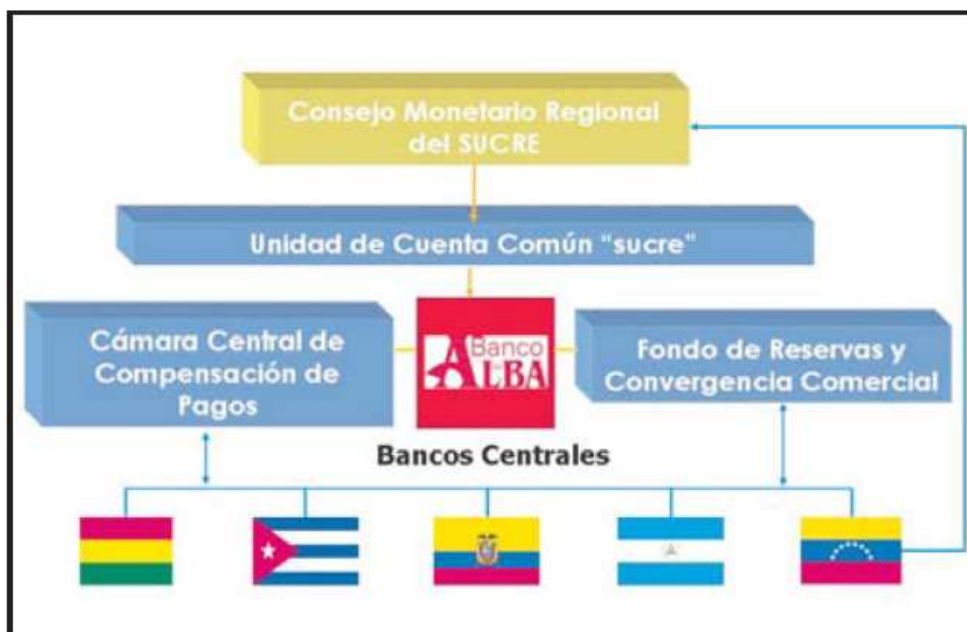 Consejo Monetario Regional
del SUCRE
Unidad de Cuenta Común "sucre"
Cámara Central de
Compensación de
Pagos
Banco
ALBA
Fondo de Reservas y
Convergencia Comercial
Bancos Centrales